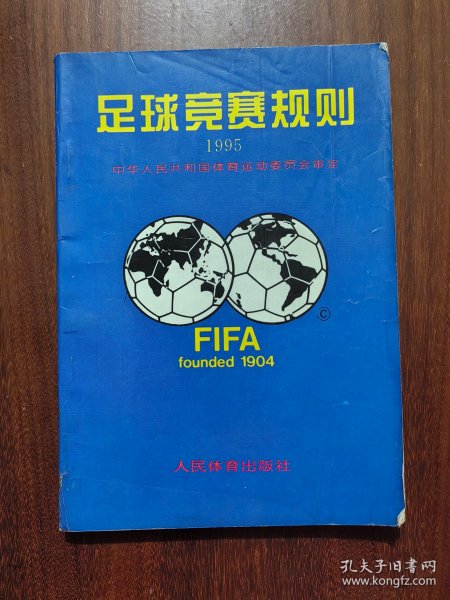 足球竞赛规则
1995
中华人民共和国体育运动委员会审定
©
FIFA
founded 1904
人民体育出版社
孔夫子旧书网
www.kongfz.com